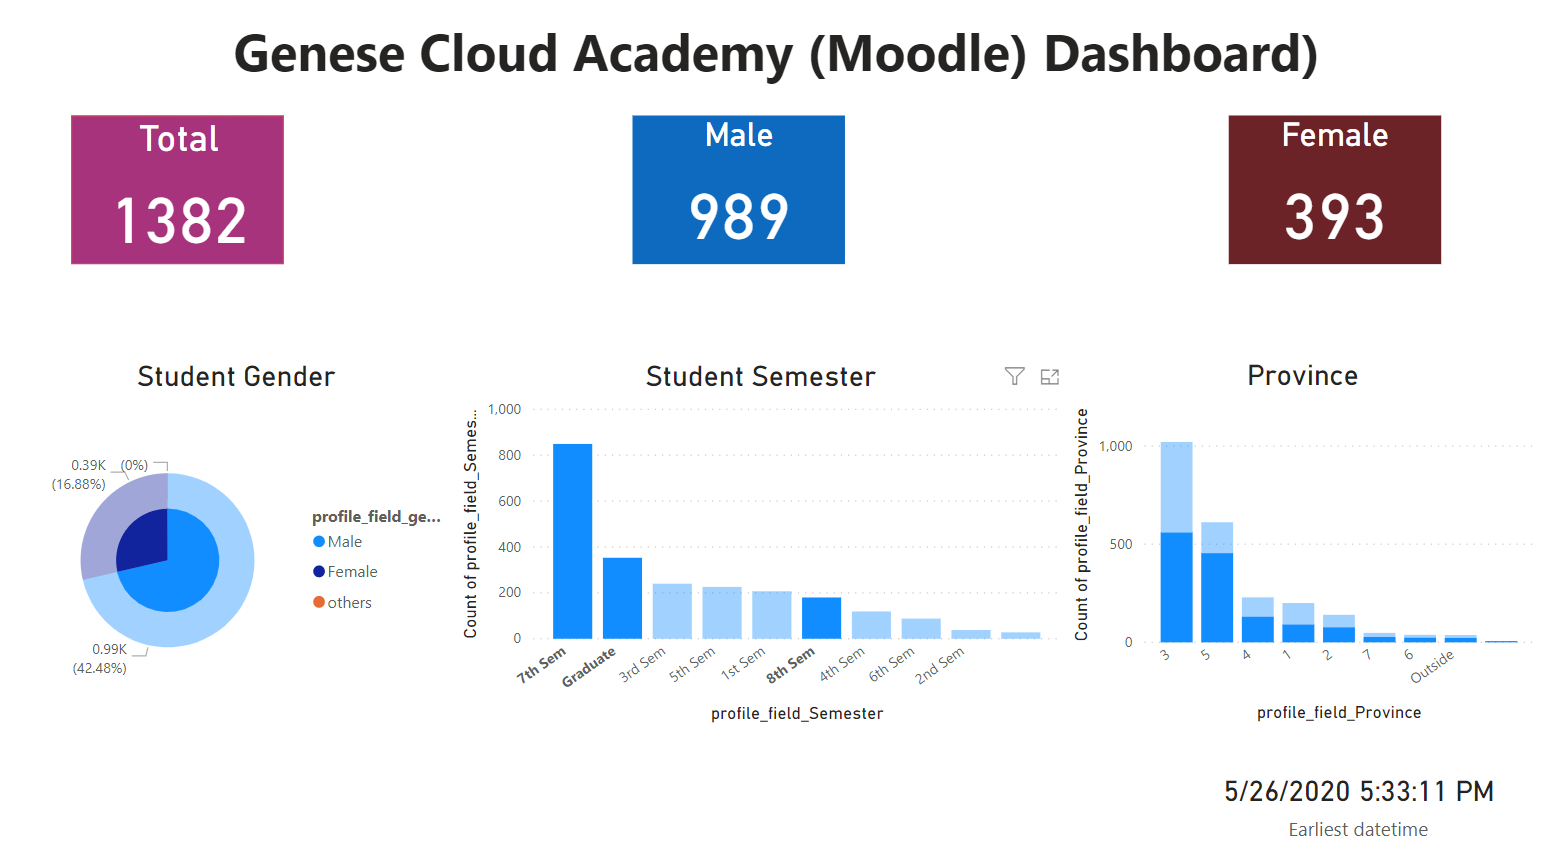 Genese Cloud Academy (Moodle) Dashboard)
Total
1382
Male
989
Female
393
Student Gender
0.39K
(16.88%)
(0%)
0.99K
(42.48%)
profile_field_ge...
Male
Female
others
Student Semester
Count of profile_field_Semes...
1,000
800
600
400
200
0
7th Sem
Graduate
3rd Sem
5th Sem
1st Sem
8th Sem
4th Sem
6th Sem
2nd Sem
profile_field_Semester
Province
Count of profile_field_Province
1,000
500
0
3
5
4
1
2
7
6
Outside
profile_field_Province
5/26/2020 5:33:11 PM
Earliest datetime